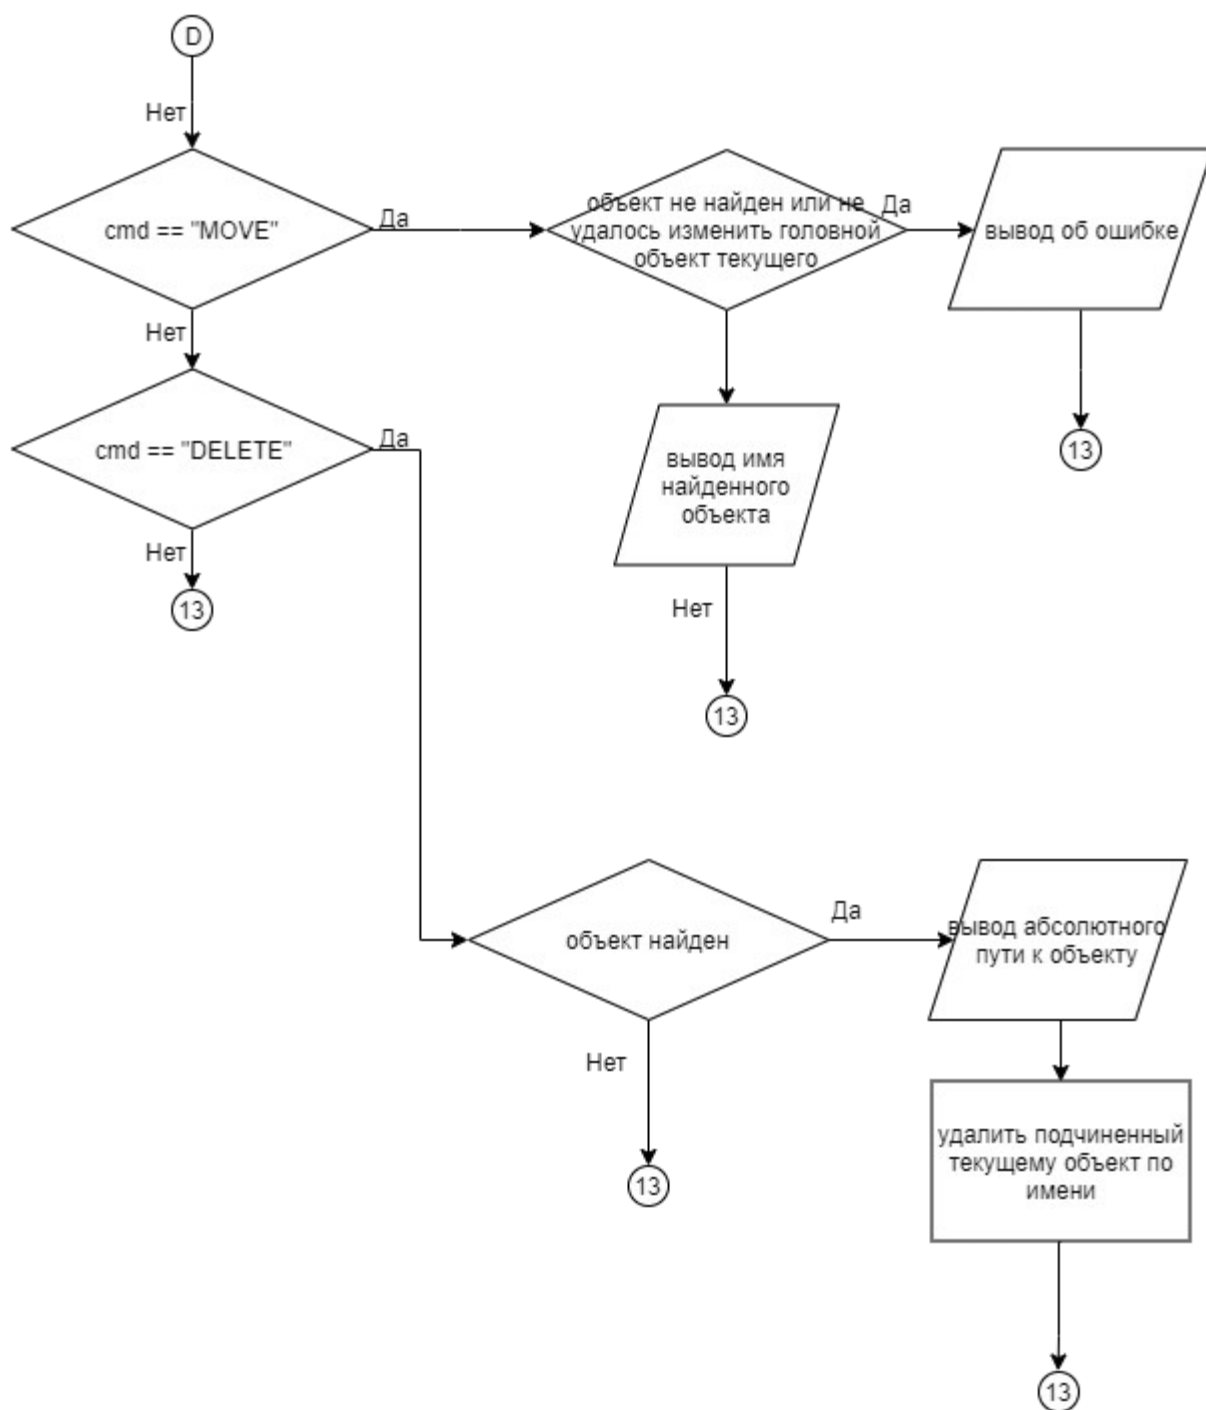 D
Нет
cmd == "MOVE"
Да
объект не найден или не
удалось изменить головной
объект текущего
Да
вывод об ошибке
Нет
13
cmd == "DELETE"
Да
вывод имя
найденного
объекта
Нет
13
Нет
13
объект найден
Да
вывод абсолютного
пути к объекту
Нет
удалить подчиненный
текущему объект по
имени
13
13